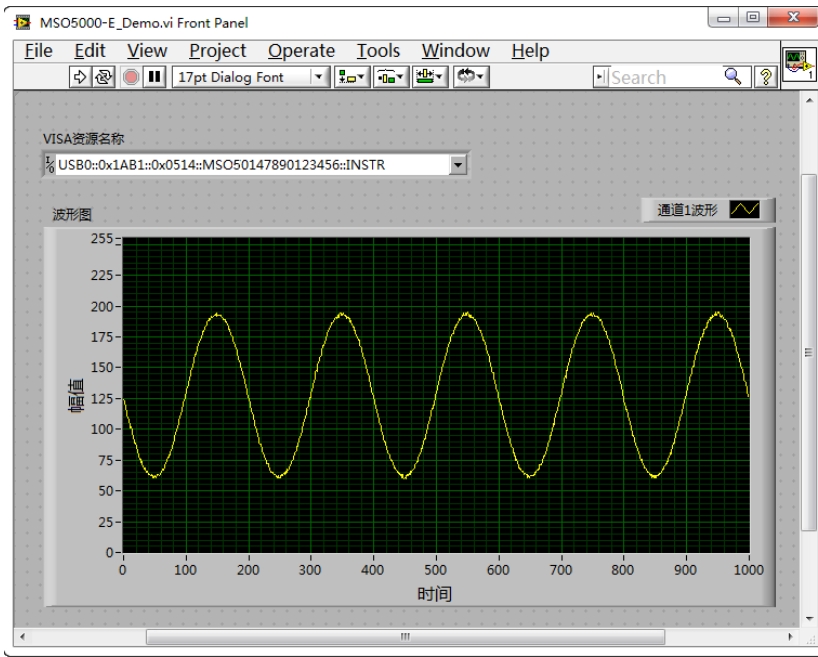 MSO5000-E_Demo.vi Front Panel
File Edit View Project Operate Tools Window Help
17pt Dialog Font
Search
?
1
VISA资源名称
I/O USB0::0x1AB1::0x0514::MSO50147890123456::INSTR
波形图
通道1波形
255
225
200
175
150
125
100
75
50
25
0
幅值
0 100 200 300 400 500 600 700 800 900 1000
时间